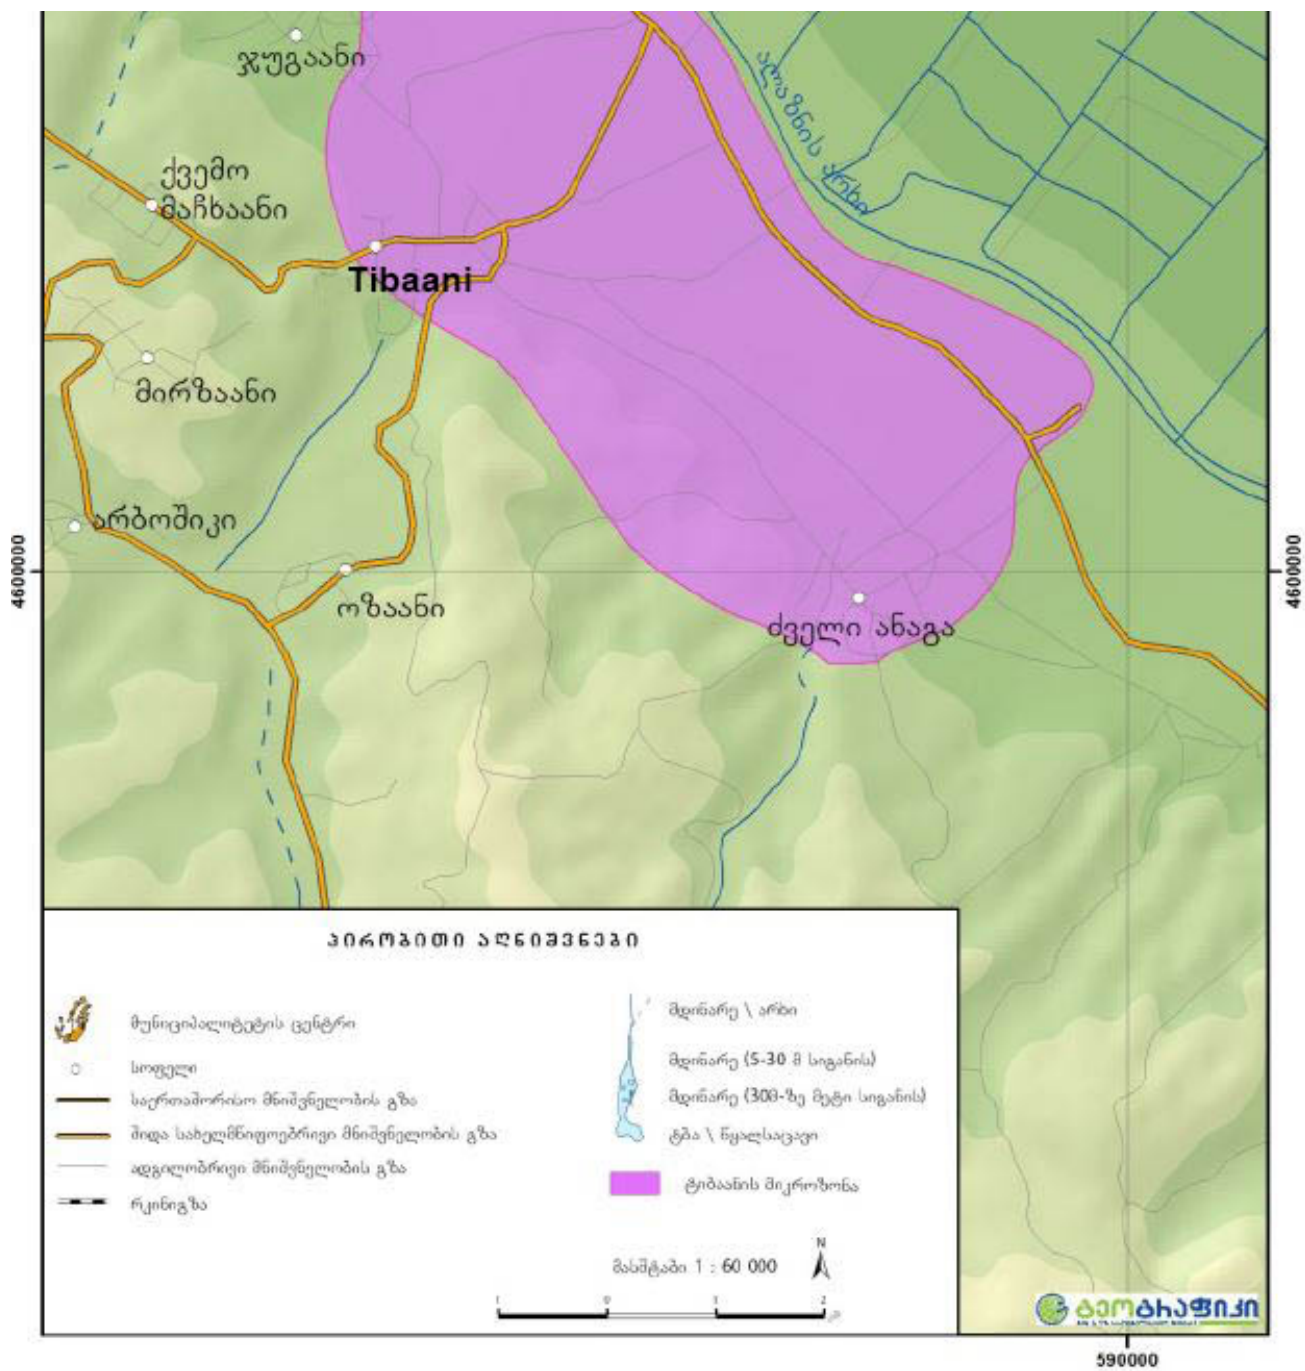 ჯუგაანი
ალაზნის არხი
ქვემო
მაჩხაანი
Tibaani
მირზაანი
არბოშიკი
4600000
4600000
ოზაანი
ძველი ანაგა
პირობითი აღნიშვნები
მუნიციპალიტეტის ცენტრი
სოფელი
საერთაშორისო მნიშვნელობის გზა
შიდა სახელმწიფოებრივი მნიშვნელობის გზა
ადგილობრივი მნიშვნელობის გზა
რკინიგზა
მდინარე \ არხი
მდინარე (5-30 მ სიგანის)
მდინარე (30მ-ზე მეტი სიგანის)
ტბა \ წყალსაცავი
ტიბაანის მიკროზონა
N
მასშტაბი 1 : 60 000
1 0 1 2
გეოგრაფიკი
590000